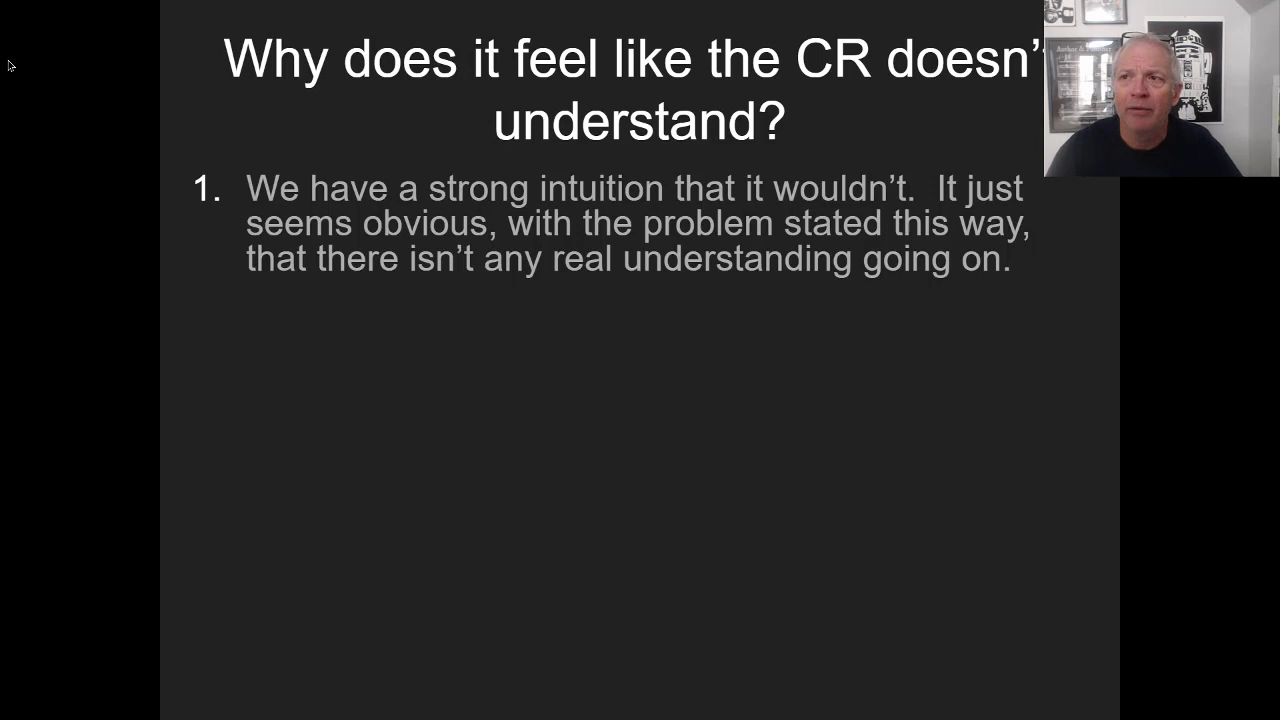 Why does it feel like the CR doesn'
understand?
1. We have a strong intuition that it wouldn’t.  It just
seems obvious, with the problem stated this way,
that there isn’t any real understanding going on.